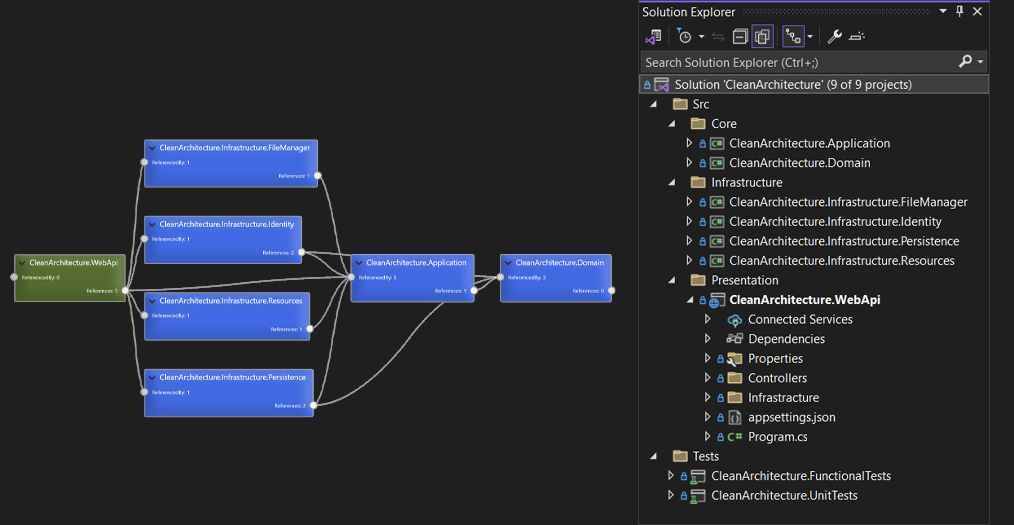 CleanArchitecture.Infrastructure.FileManager
ReferencedBy: 1
References: 1
CleanArchitecture.Infrastructure.Identity
ReferencedBy: 1
References: 2
CleanArchitecture.WebApi
ReferencedBy: 0
References: 5
CleanArchitecture.Application
ReferencedBy: 5
References: 1
CleanArchitecture.Domain
ReferencedBy: 3
References: 0
CleanArchitecture.Infrastructure.Resources
ReferencedBy: 1
References: 1
CleanArchitecture.Infrastructure.Persistence
ReferencedBy: 1
References: 2
Solution Explorer
Search Solution Explorer (Ctrl+;)
Solution 'CleanArchitecture' (9 of 9 projects)
Src
Core
C# CleanArchitecture.Application
C# CleanArchitecture.Domain
Infrastructure
C# CleanArchitecture.Infrastructure.FileManager
C# CleanArchitecture.Infrastructure.Identity
C# CleanArchitecture.Infrastructure.Persistence
C# CleanArchitecture.Infrastructure.Resources
Presentation
CleanArchitecture.WebApi
Connected Services
Dependencies
Properties
Controllers
Infrastracture
appsettings.json
C# Program.cs
Tests
CleanArchitecture.FunctionalTests
CleanArchitecture.UnitTests